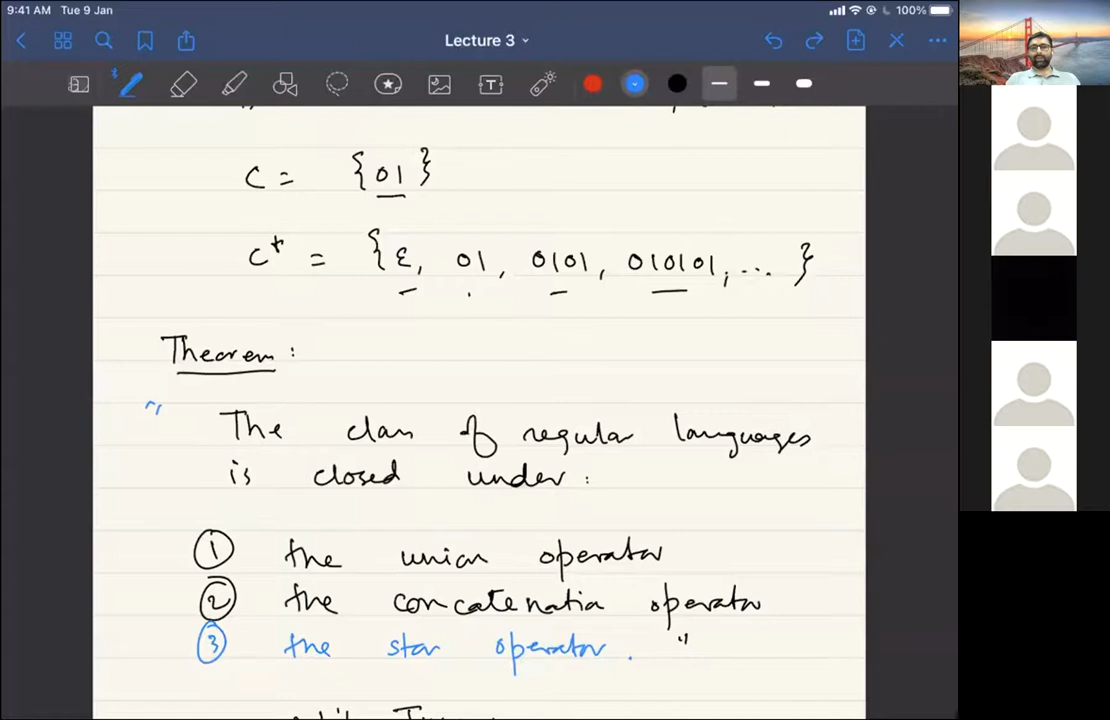 9:41 AM Tue 9 Jan
100%
Lecture 3
C = {01}
C* = {ε, 01, 0101, 010101, ... }
Theorem :
" The class of regular languages
is closed under :
① the union operator
② the concatenation operator
③ the star operator . "